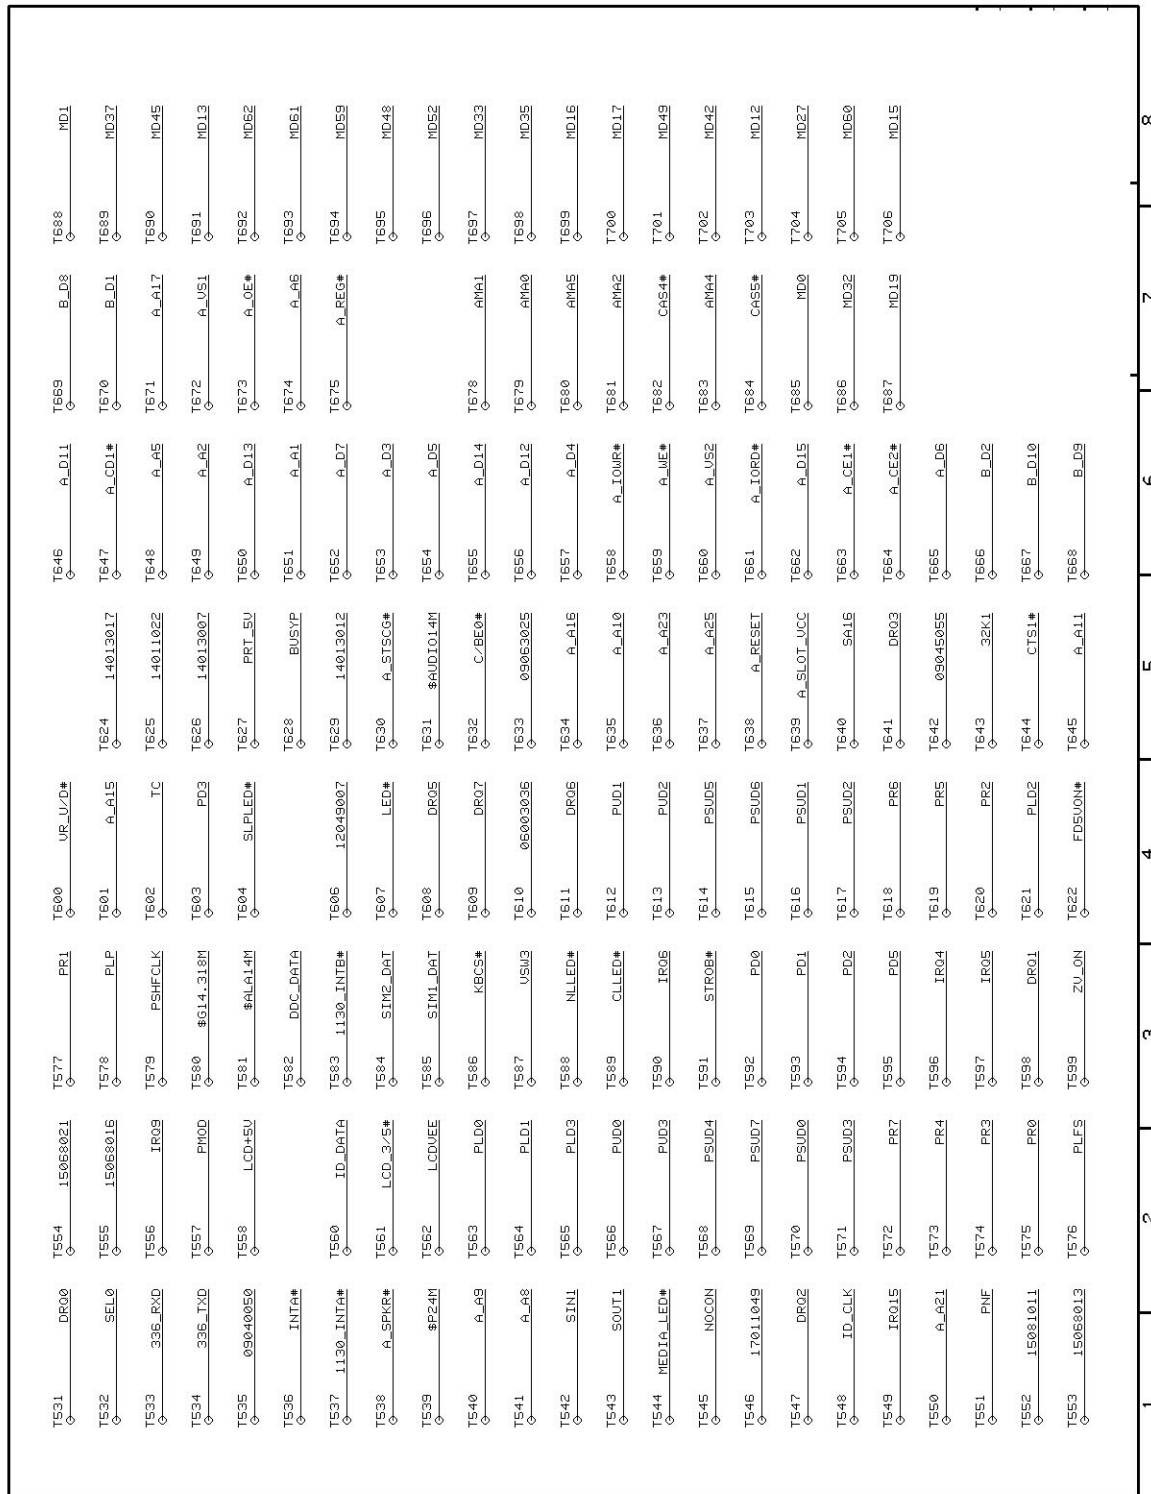 T531 DRQ0
T532 SEL0
T533 336_RXD
T534 336_TXD
T535 09040050
T536 INTA#
T537 1130_INTA#
T538 A_SPKR#
T539 $P24M
T540 A_A9
T541 A_A8
T542 SIN1
T543 SOUT1
T544 MEDIA_LED#
T545 NOCON
T546 17011049
T547 DRQ2
T548 ID_CLK
T549 IRQ15
T550 A_A21
T551 PNF
T552 15081011
T553 15068013
T554 15068021
T555 15068016
T556 IRQ9
T557 PMOD
T558 LCD+5V
T560 ID_DATA
T561 LCD_3/5#
T562 LCDVEE
T563 PLD0
T564 PLD1
T565 PLD3
T566 PUD0
T567 PUD3
T568 PSUD4
T569 PSUD7
T570 PSUD0
T571 PSUD3
T572 PR7
T573 PR4
T574 PR3
T575 PR0
T576 PLFS
T577 PR1
T578 PLP
T579 PSHFCLK
T580 $G14.318M
T581 $ALA14M
T582 DDC_DATA
T583 1130_INTB#
T584 SIM2_DAT
T585 SIM1_DAT
T586 KBCS#
T587 VSW3
T588 NLLED#
T589 CLLED#
T590 IRQ6
T591 STROB#
T592 PD0
T593 PD1
T594 PD2
T595 PD5
T596 IRQ4
T597 IRQ5
T598 DRQ1
T599 ZV_ON
T600 VR_U/D#
T601 A_A15
T602 TC
T603 PD3
T604 SLPLED#
T606 12049007
T607 LED#
T608 DRQ5
T609 DRQ7
T610 06003036
T611 DRQ6
T612 PUD1
T613 PUD2
T614 PSUD5
T615 PSUD6
T616 PSUD1
T617 PSUD2
T618 PR6
T619 PR5
T620 PR2
T621 PLD2
T622 FD5VON#
T624 14013017
T625 14011022
T626 14013007
T627 PRT_5V
T628 BUSYP
T629 14013012
T630 A_STSCG#
T631 $AUDIO14M
T632 C/BE0#
T633 09063025
T634 A_A16
T635 A_A10
T636 A_A23
T637 A_A25
T638 A_RESET
T639 A_SLOT_VCC
T640 SA16
T641 DRQ3
T642 09045055
T643 32K1
T644 CTS1#
T645 A_A11
T646 A_D11
T647 A_CD1#
T648 A_A5
T649 A_A2
T650 A_D13
T651 A_A1
T652 A_D7
T653 A_D3
T654 A_D5
T655 A_D14
T656 A_D12
T657 A_D4
T658 A_IOWR#
T659 A_WE#
T660 A_VS2
T661 A_IORD#
T662 A_D15
T663 A_CE1#
T664 A_CE2#
T665 A_D6
T666 B_D2
T667 B_D10
T668 B_D9
T669 B_D8
T670 B_D1
T671 A_A17
T672 A_VS1
T673 A_OE#
T674 A_A6
T675 A_REG#
T678 AMA1
T679 AMA0
T680 AMA5
T681 AMA2
T682 CAS4#
T683 AMA4
T684 CAS5#
T685 MD0
T686 MD32
T687 MD19
T688 MD1
T689 MD37
T690 MD45
T691 MD13
T692 MD62
T693 MD61
T694 MD59
T695 MD48
T696 MD52
T697 MD33
T698 MD35
T699 MD16
T700 MD17
T701 MD49
T702 MD42
T703 MD12
T704 MD27
T705 MD60
T706 MD15
1 2 3 4 5 6 7 8